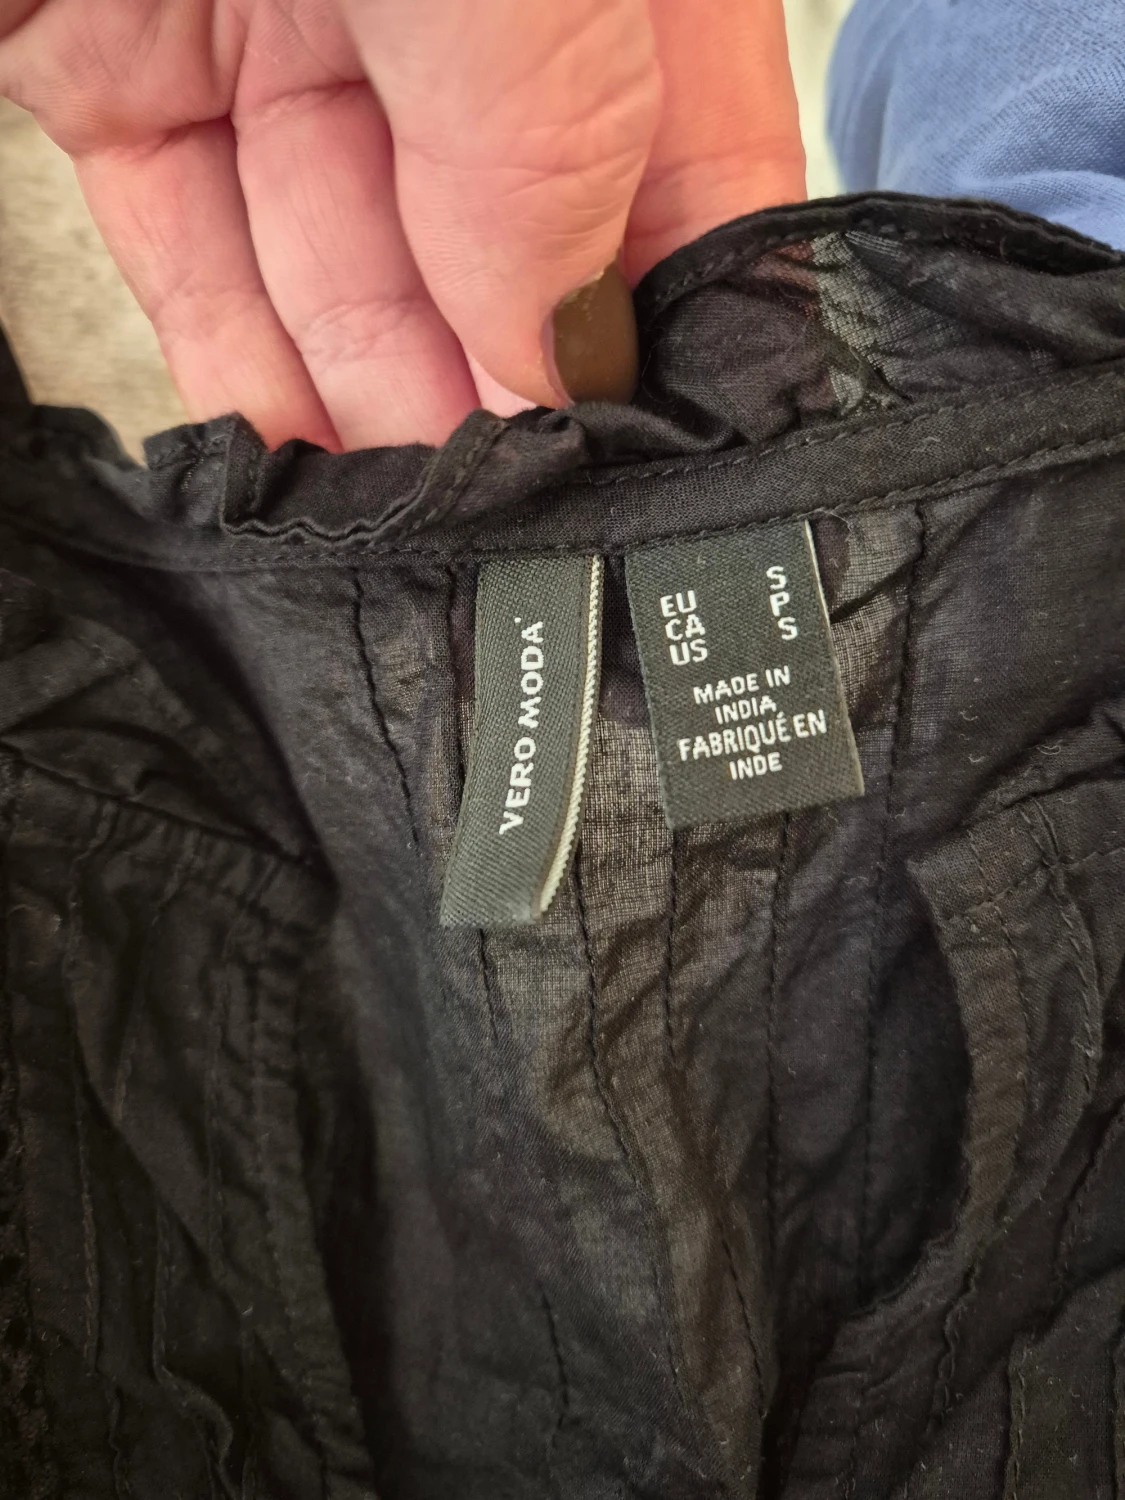 VERO MODA
EU S
CA P
US S
MADE IN
INDIA
FABRIQUÉ EN
INDE